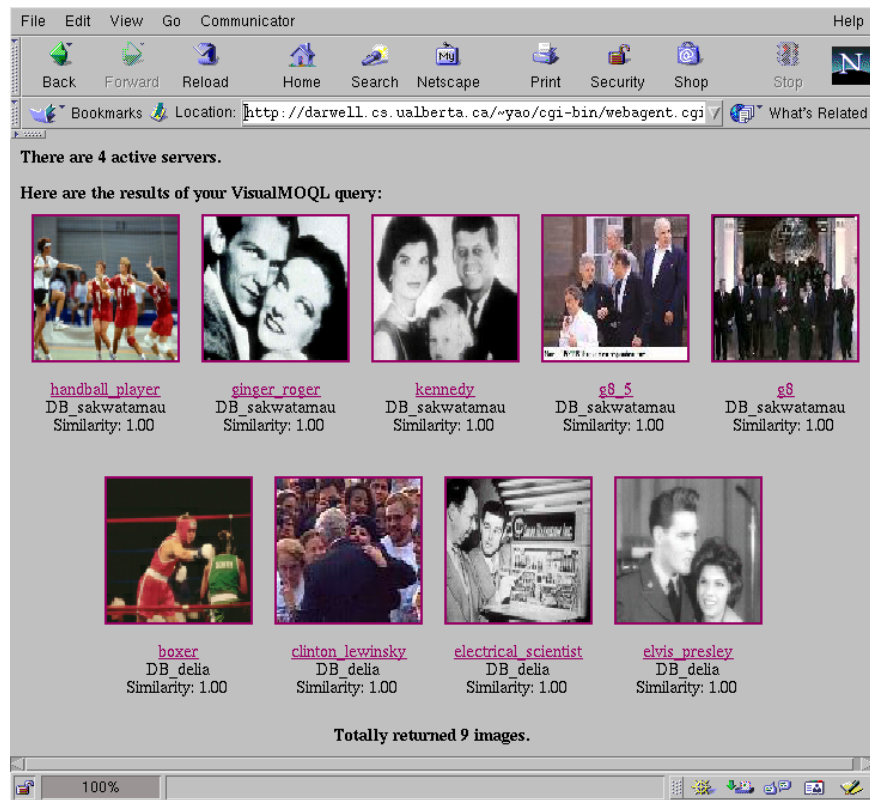 File Edit View Go Communicator Help
Back Forward Reload Home Search Netscape Print Security Shop Stop
My
N
Bookmarks Location: http://darwell.cs.ualberta.ca/~yao/cgi-bin/webagent.cgi What's Related
There are 4 active servers.
Here are the results of your VisualMOQL query:
handball_player ginger_roger kennedy g8_5 g8
DB_sakwatamau DB_sakwatamau DB_sakwatamau DB_sakwatamau DB_sakwatamau
Similarity: 1.00 Similarity: 1.00 Similarity: 1.00 Similarity: 1.00 Similarity: 1.00
boxer clinton_lewinsky electrical_scientist elvis_presley
DB_delia DB_delia DB_delia DB_delia
Similarity: 1.00 Similarity: 1.00 Similarity: 1.00 Similarity: 1.00
Totally returned 9 images.
100%